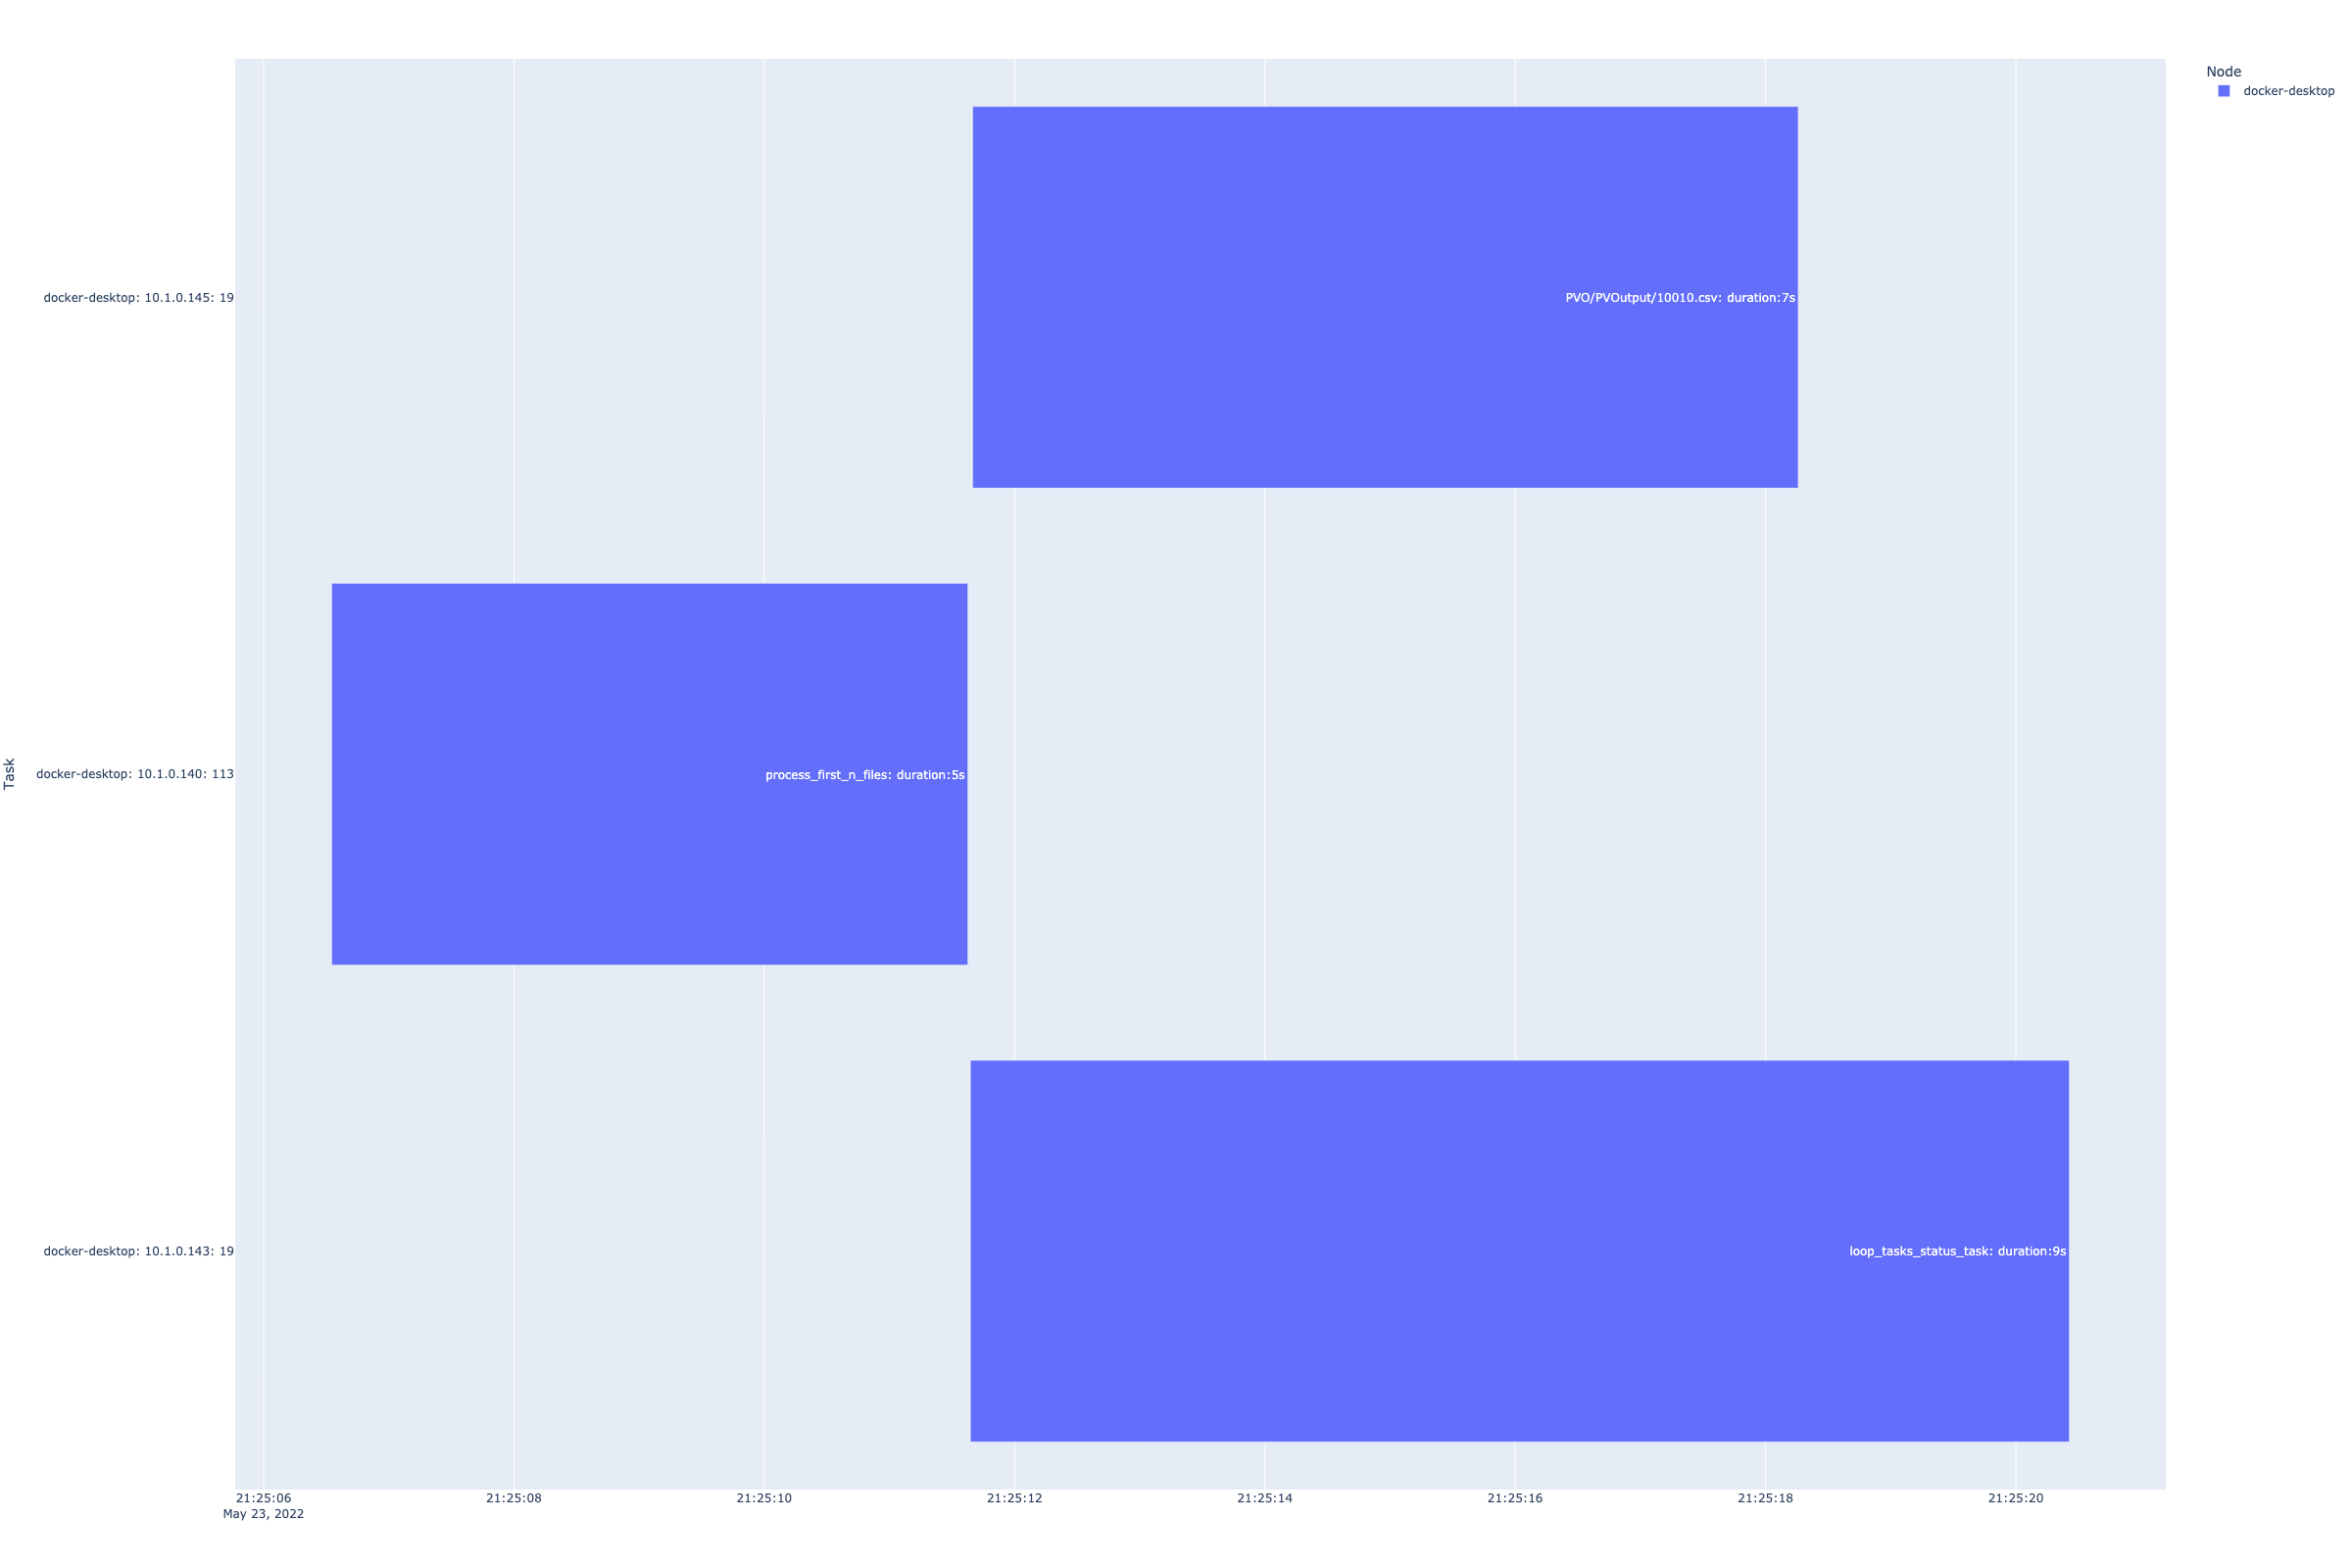 Node
docker-desktop
docker-desktop: 10.1.0.145: 19
PVO/PVOutput/10010.csv: duration:7s
Task
docker-desktop: 10.1.0.140: 113
process_first_n_files: duration:5s
docker-desktop: 10.1.0.143: 19
loop_tasks_status_task: duration:9s
21:25:06 21:25:08 21:25:10 21:25:12 21:25:14 21:25:16 21:25:18 21:25:20
May 23, 2022